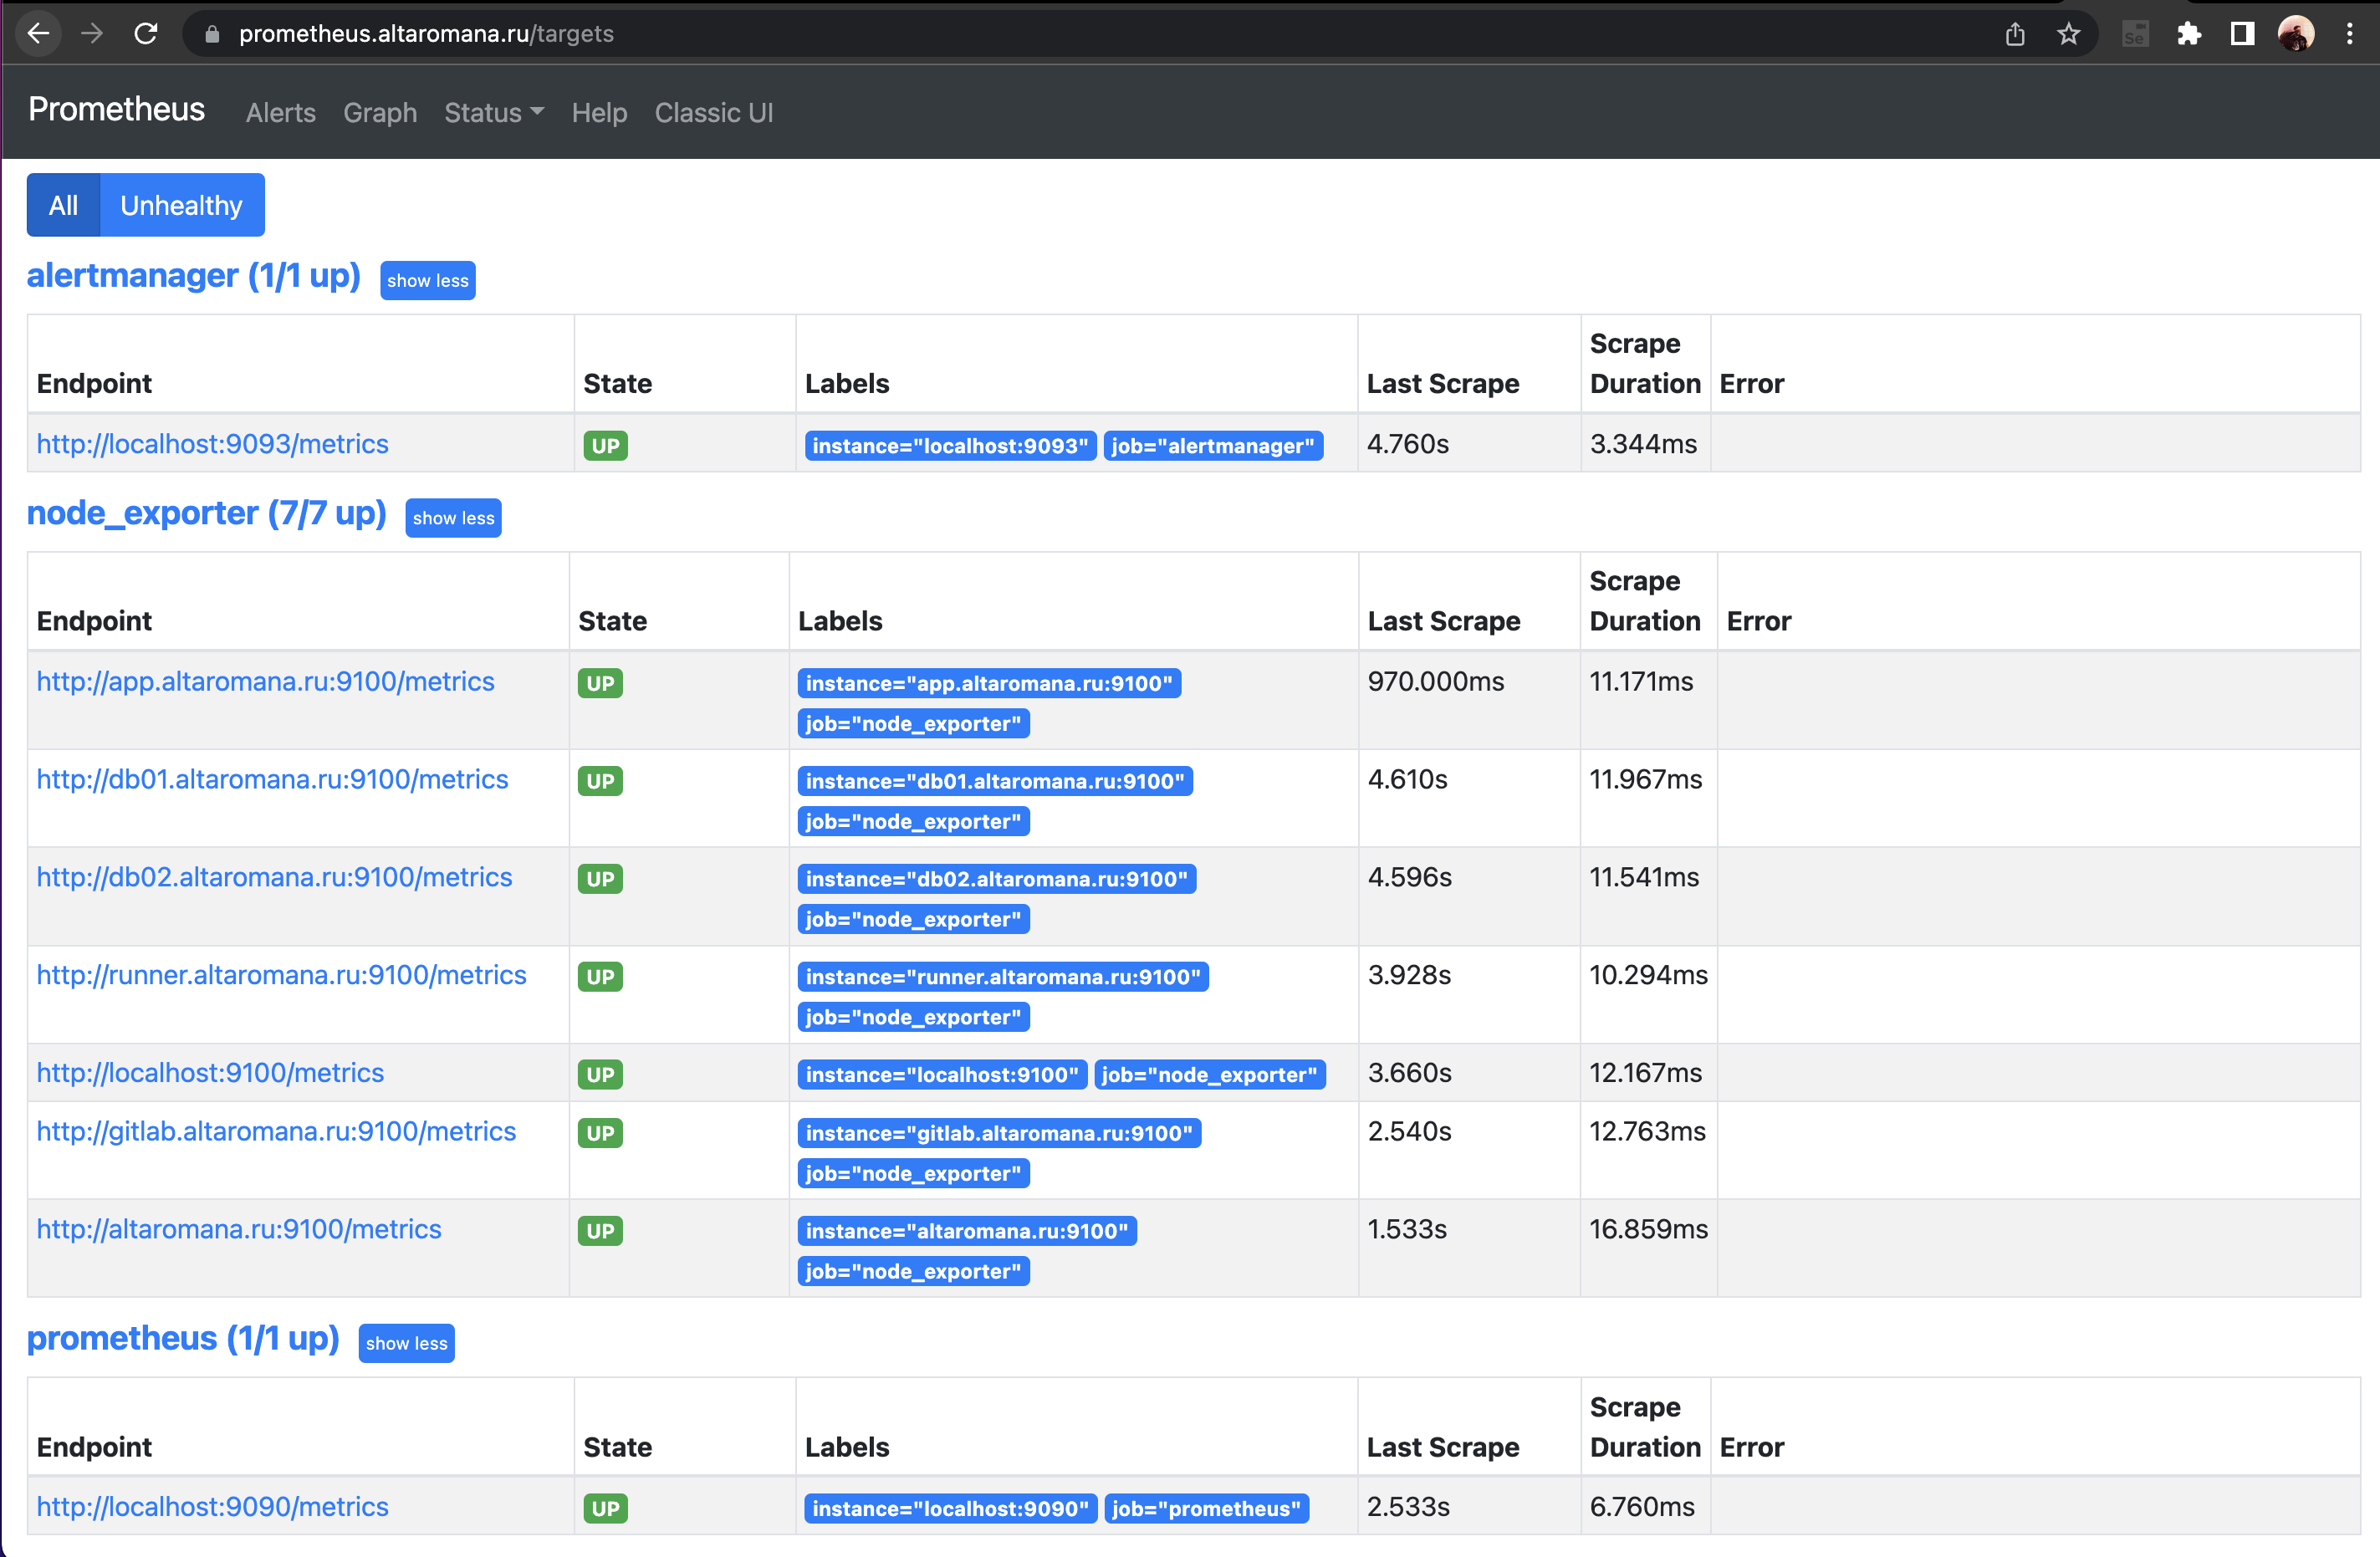 prometheus.altaromana.ru/targets
Se
Prometheus Alerts Graph Status Help Classic UI
All Unhealthy
alertmanager (1/1 up) show less
Endpoint State Labels Last Scrape Scrape Duration Error
http://localhost:9093/metrics UP instance="localhost:9093" job="alertmanager" 4.760s 3.344ms
node_exporter (7/7 up) show less
Endpoint State Labels Last Scrape Scrape Duration Error
http://app.altaromana.ru:9100/metrics UP instance="app.altaromana.ru:9100" 970.000ms 11.171ms
job="node_exporter"
http://db01.altaromana.ru:9100/metrics UP instance="db01.altaromana.ru:9100" 4.610s 11.967ms
job="node_exporter"
http://db02.altaromana.ru:9100/metrics UP instance="db02.altaromana.ru:9100" 4.596s 11.541ms
job="node_exporter"
http://runner.altaromana.ru:9100/metrics UP instance="runner.altaromana.ru:9100" 3.928s 10.294ms
job="node_exporter"
http://localhost:9100/metrics UP instance="localhost:9100" job="node_exporter" 3.660s 12.167ms
http://gitlab.altaromana.ru:9100/metrics UP instance="gitlab.altaromana.ru:9100" 2.540s 12.763ms
job="node_exporter"
http://altaromana.ru:9100/metrics UP instance="altaromana.ru:9100" 1.533s 16.859ms
job="node_exporter"
prometheus (1/1 up) show less
Endpoint State Labels Last Scrape Scrape Duration Error
http://localhost:9090/metrics UP instance="localhost:9090" job="prometheus" 2.533s 6.760ms